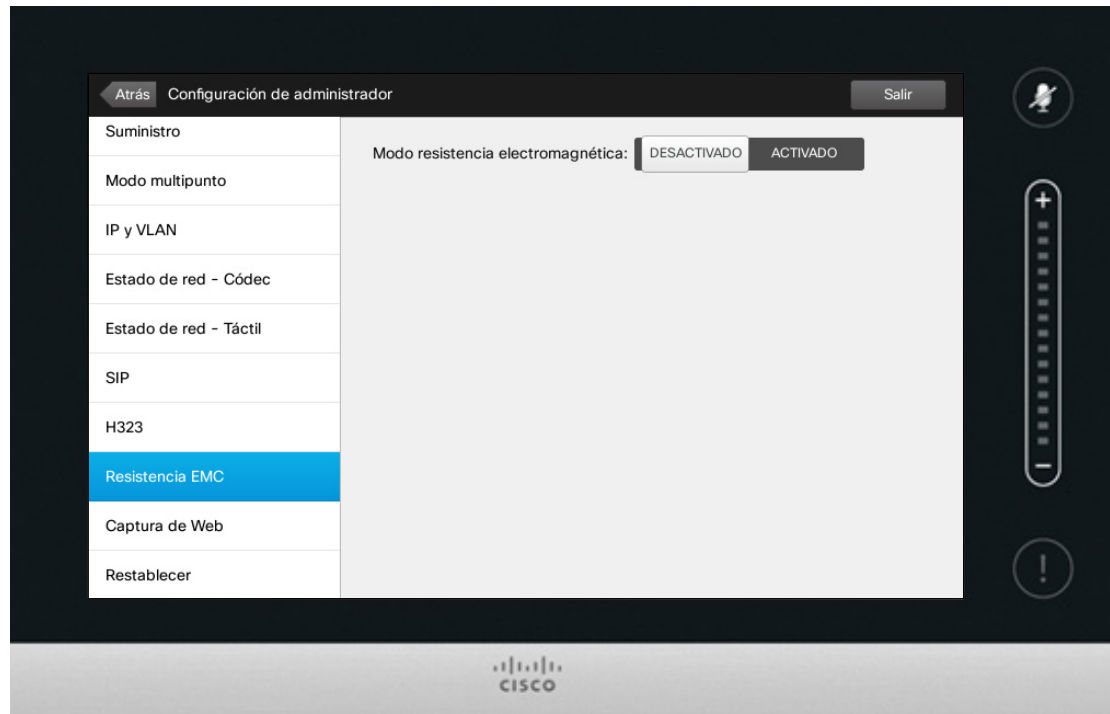 Atrás Configuración de administrador Salir
Suministro
Modo resistencia electromagnética: DESACTIVADO ACTIVADO
Modo multipunto
IP y VLAN
Estado de red - Códec
Estado de red - Táctil
SIP
H323
Resistencia EMC
Captura de Web
Restablecer
CISCO